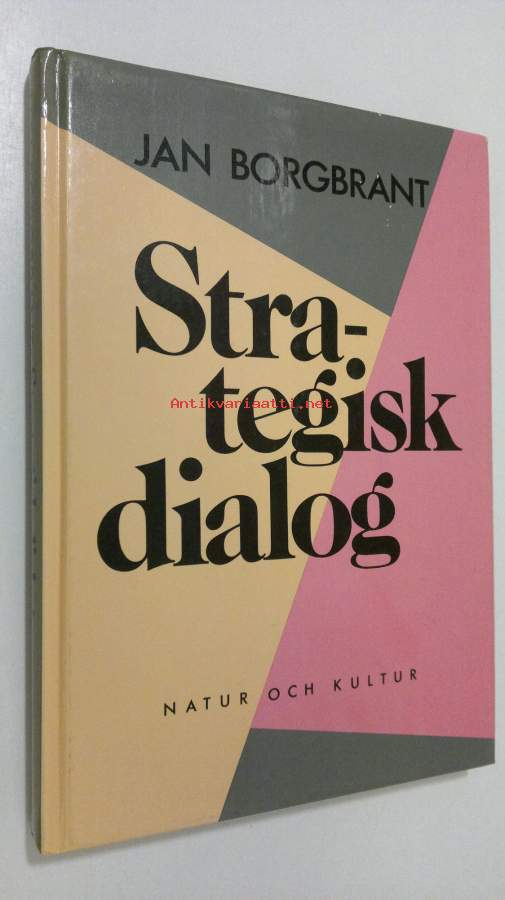 JAN BORGBRANT
Stra-
tegisk
dialog
NATUR OCH KULTUR
Antikvariaatti.net